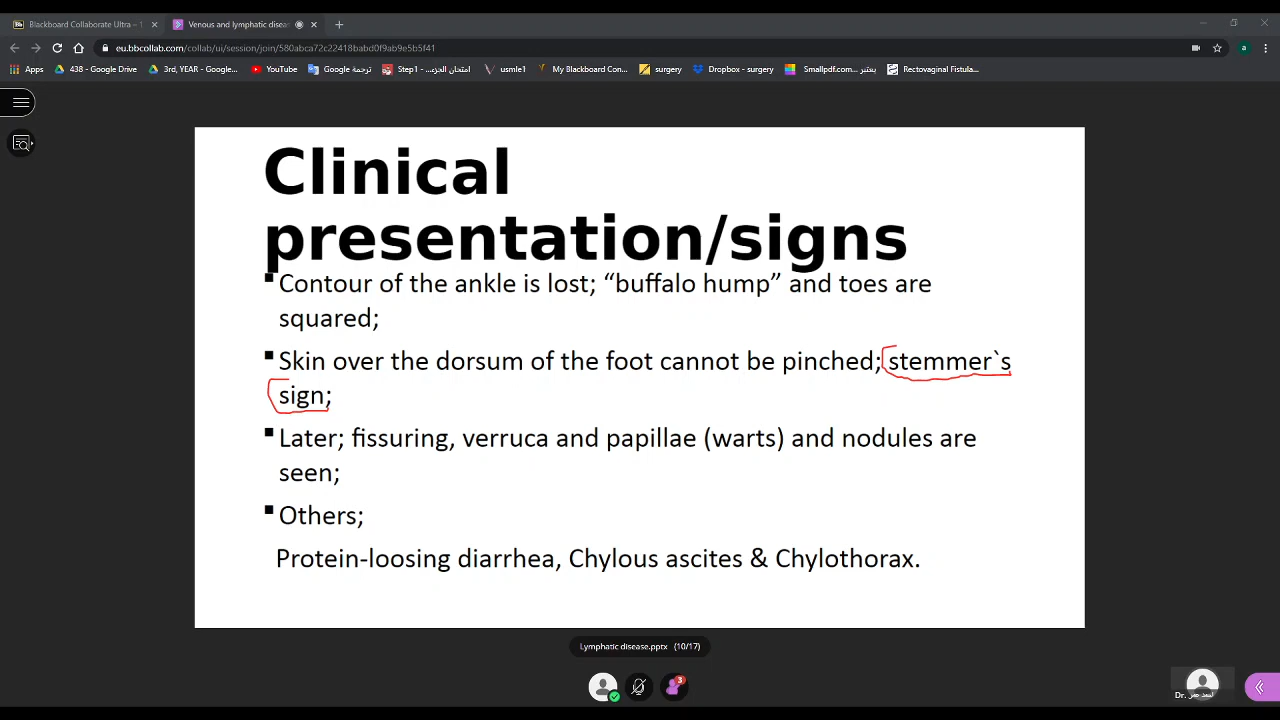 Blackboard Collaborate Ultra – 1
Venous and lymphatic diseas
eu.bbcollab.com/collab/ui/session/join/580abca72c22418babd0f9ab9e5b5f41
a
Apps
438 - Google Drive
3rd, YEAR - Google...
YouTube
Google ترجمة
Step1 - امتحان الجزء...
usmle1
My Blackboard Con...
surgery
Dropbox - surgery
Smallpdf.com... يعتبر
Rectovaginal Fistula...
Clinical
presentation/signs
Contour of the ankle is lost; “buffalo hump” and toes are
squared;
Skin over the dorsum of the foot cannot be pinched; stemmer`s
sign;
Later; fissuring, verruca and papillae (warts) and nodules are
seen;
Others;
Protein-loosing diarrhea, Chylous ascites & Chylothorax.
Lymphatic disease.pptx (10/17)
3
Dr.